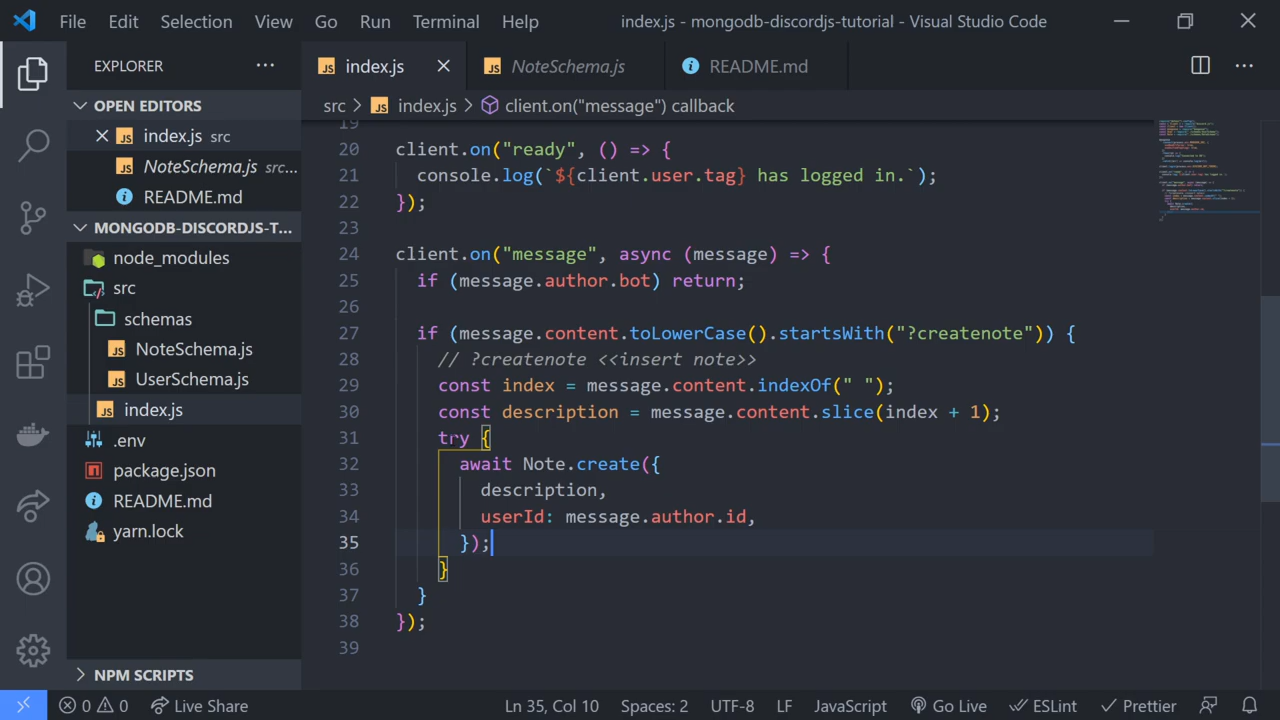 File Edit Selection View Go Run Terminal Help index.js - mongodb-discordjs-tutorial - Visual Studio Code
EXPLORER ···
OPEN EDITORS
index.js src
NoteSchema.js src...
README.md
MONGODB-DISCORDJS-T...
node_modules
src
schemas
JS NoteSchema.js
JS UserSchema.js
JS index.js
.env
package.json
README.md
yarn.lock
NPM SCRIPTS
JS index.js
JS NoteSchema.js
README.md
src > JS index.js > client.on("message") callback
19
20 client.on("ready", () => {
21 console.log(`${client.user.tag} has logged in.`);
22 });
23
24 client.on("message", async (message) => {
25 if (message.author.bot) return;
26
27 if (message.content.toLowerCase().startsWith("?createnote")) {
28 // ?createnote <<insert note>>
29 const index = message.content.indexOf(" ");
30 const description = message.content.slice(index + 1);
31 try {
32 await Note.create({
33 description,
34 userId: message.author.id,
35 });
36 }
37 }
38 });
39
0 0 Live Share Ln 35, Col 10 Spaces: 2 UTF-8 LF JavaScript Go Live ESLint Prettier